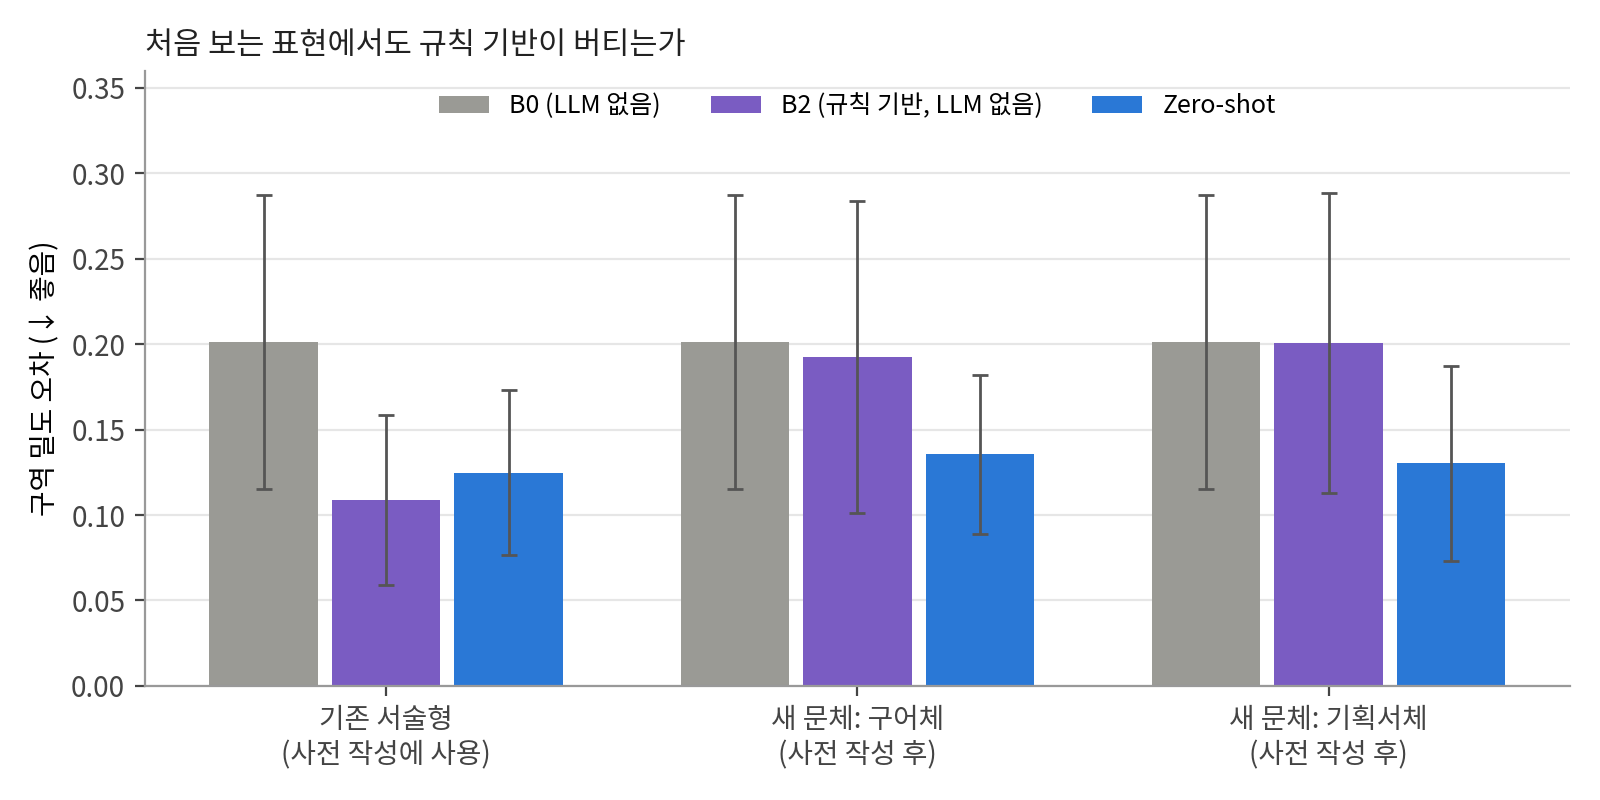 처음 보는 표현에서도 규칙 기반이 버티는가
B0 (LLM 없음)
B2 (규칙 기반, LLM 없음)
Zero-shot
구역 밀도 오차 (↓ 좋음)
0.35
0.30
0.25
0.20
0.15
0.10
0.05
0.00
기존 서술형
(사전 작성에 사용)
새 문체: 구어체
(사전 작성 후)
새 문체: 기획서체
(사전 작성 후)